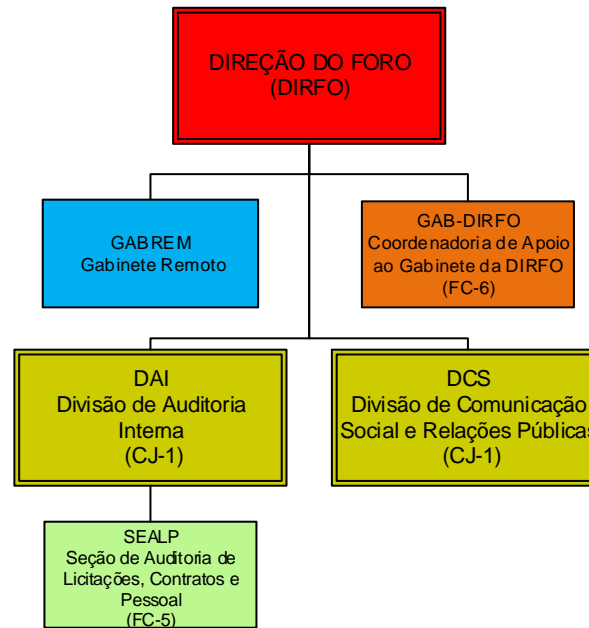 DIREÇÃO DO FORO
(DIRFO)
GABREM
Gabinete Remoto
GAB-DIRFO
Coordenadoria de Apoio
ao Gabinete da DIRFO
(FC-6)
DAI
Divisão de Auditoria
Interna
(CJ-1)
DCS
Divisão de Comunicação
Social e Relações Públicas
(CJ-1)
SEALP
Seção de Auditoria de
Licitações, Contratos e
Pessoal
(FC-5)